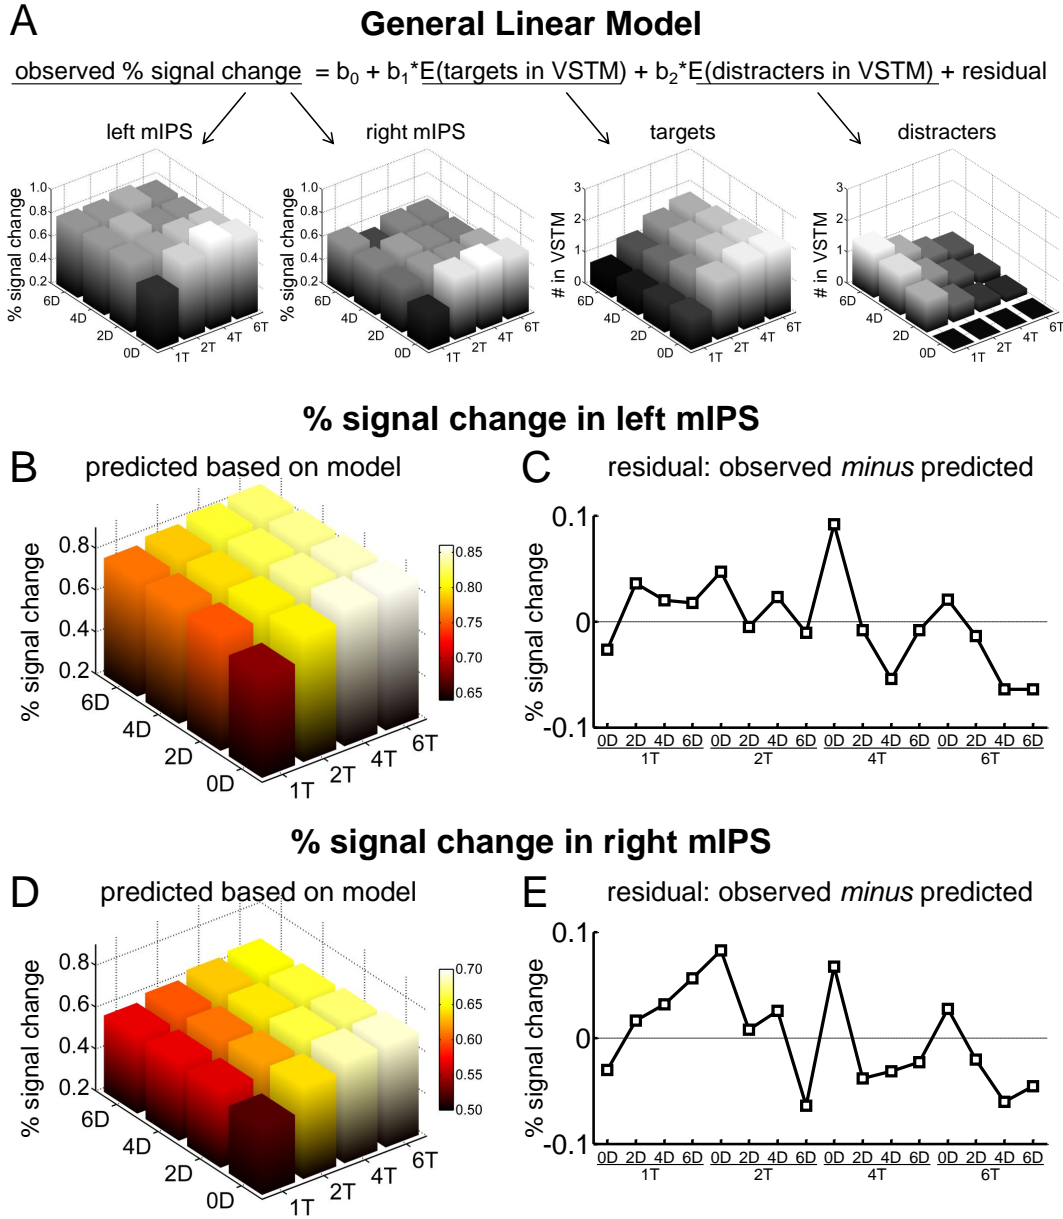 A
General Linear Model
observed % signal change = b0 + b1*E(targets in VSTM) + b2*E(distracters in VSTM) + residual
left mIPS right mIPS targets distracters
% signal change
1.0
0.8
0.6
0.4
0.2
6D 4D 2D 0D
1T 2T 4T 6T
% signal change
1.0
0.8
0.6
0.4
0.2
6D 4D 2D 0D
1T 2T 4T 6T
# in VSTM
3
2
1
0
6D 4D 2D 0D
1T 2T 4T 6T
# in VSTM
3
2
1
0
6D 4D 2D 0D
1T 2T 4T 6T
% signal change in left mIPS
B
predicted based on model
% signal change
0.8
0.6
0.4
0.2
6D 4D 2D 0D
1T 2T 4T 6T
0.85
0.80
0.75
0.70
0.65
C
residual: observed minus predicted
% signal change
0.1
0
-0.1
0D 2D 4D 6D 0D 2D 4D 6D 0D 2D 4D 6D 0D 2D 4D 6D
1T 2T 4T 6T
% signal change in right mIPS
D
predicted based on model
% signal change
0.8
0.6
0.4
0.2
6D 4D 2D 0D
1T 2T 4T 6T
0.70
0.65
0.60
0.55
0.50
E
residual: observed minus predicted
% signal change
0.1
0
-0.1
0D 2D 4D 6D 0D 2D 4D 6D 0D 2D 4D 6D 0D 2D 4D 6D
1T 2T 4T 6T